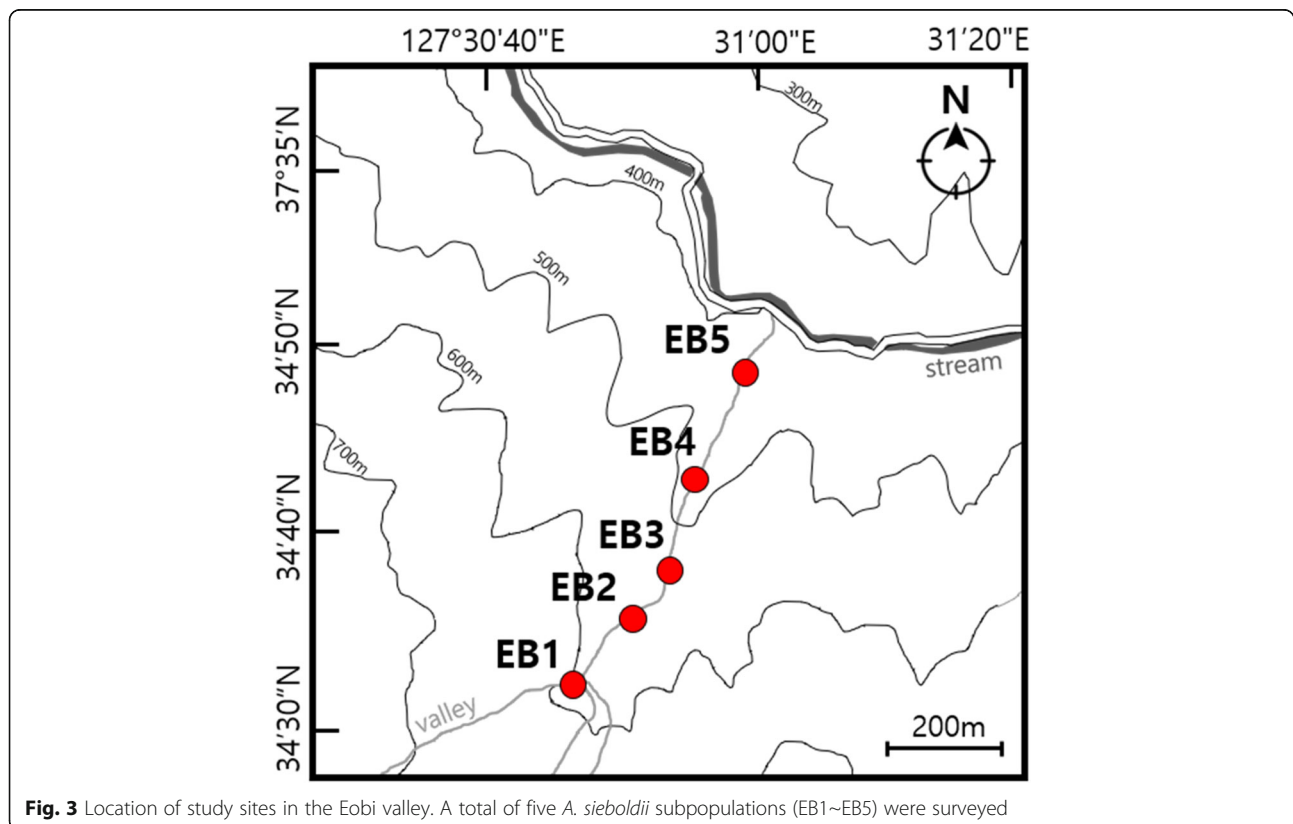 127°30'40"E 31'00"E 31'20"E
N
300m
37°35'N
400m
500m
34'50"N
EB5
600m
stream
EB4
700m
34'40"N
EB3
EB2
EB1
valley
34'30"N
200m
Fig. 3 Location of study sites in the Eobi valley. A total of five A. sieboldii subpopulations (EB1~EB5) were surveyed